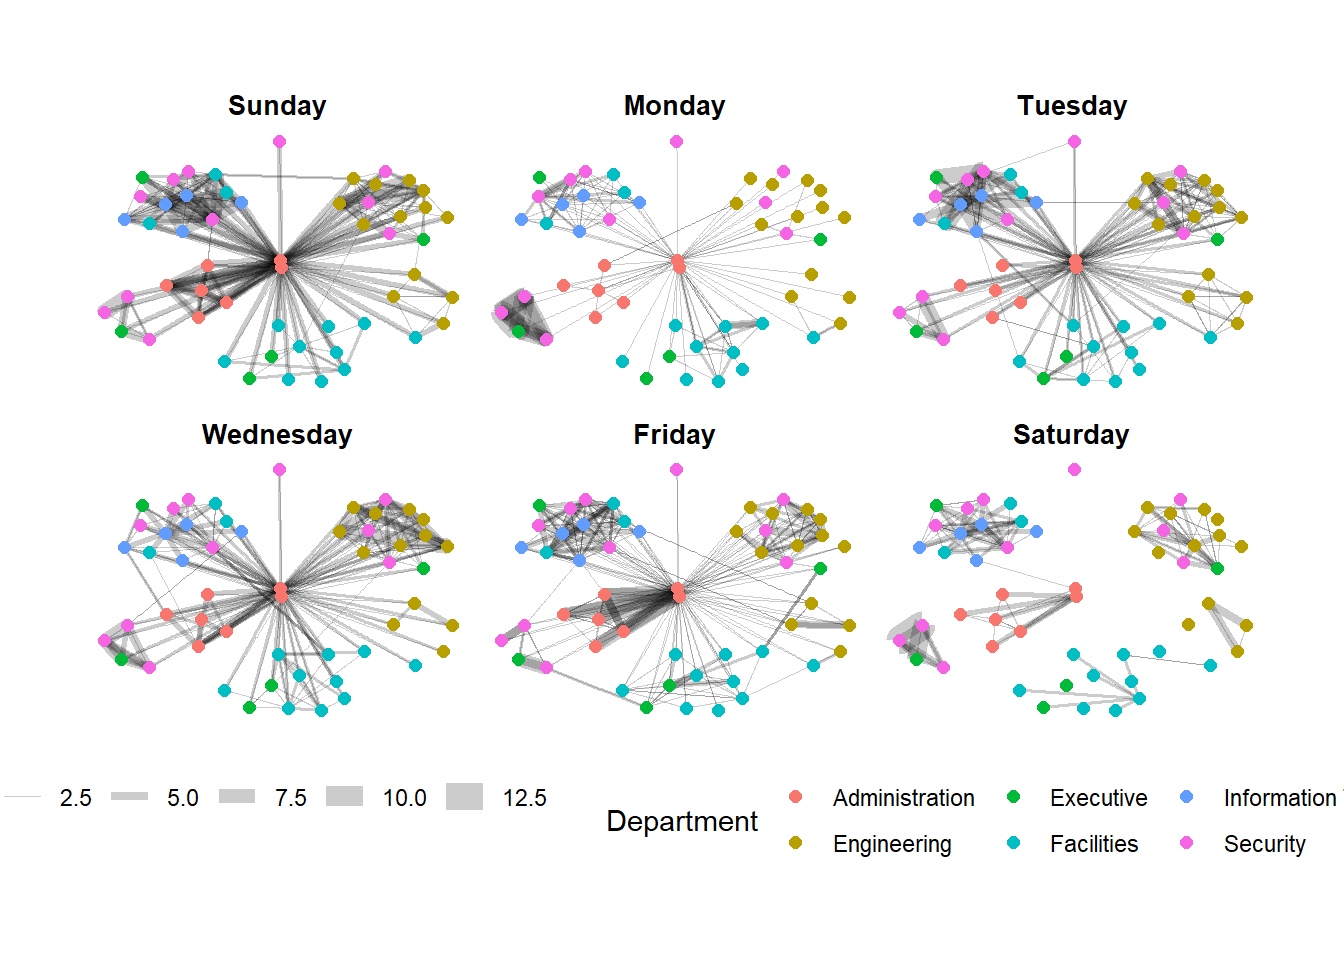 Sunday Monday Tuesday
Wednesday Friday Saturday
2.5 5.0 7.5 10.0 12.5
Department
Administration Executive Information
Engineering Facilities Security